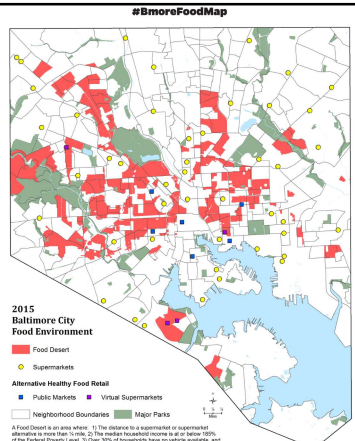 #BmoreFoodMap
2015
Baltimore City
Food Environment
Food Desert
Supermarkets
Alternative Healthy Food Retail
Public Markets
Virtual Supermarkets
Neighborhood Boundaries
Major Parks
Mile
A Food Desert is an area where: 1) The distance to a supermarket or supermarket
alternative is more than ¼ mile, 2) The median household income is at or below 185%
of the Federal Poverty Level, 3) Over 30% of households have no vehicle available, and